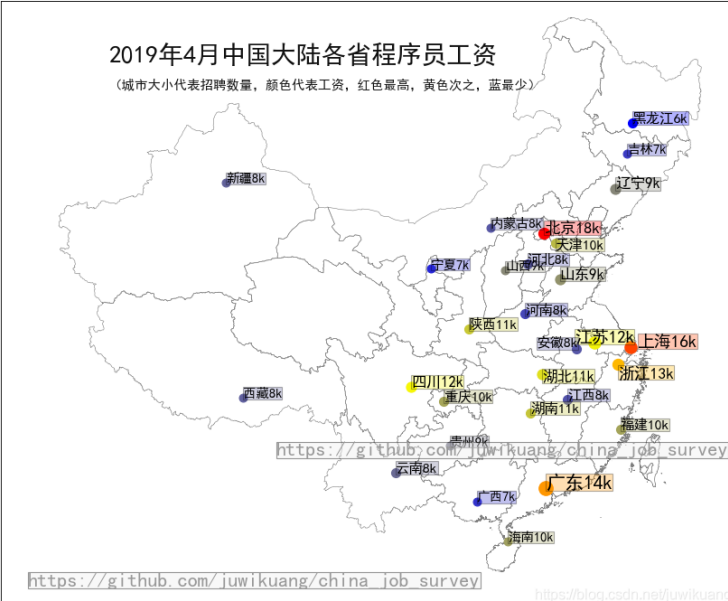 2019年4月中国大陆各省程序员工资
（城市大小代表招聘数量，颜色代表工资，红色最高，黄色次之，蓝最少）
黑龙江6k
吉林7k
新疆8k
辽宁9k
内蒙古8k
北京18k
天津10k
宁夏7k
河北8k
山西9k
山东9k
河南8k
陕西11k
江苏12k
安徽8k
上海16k
浙江13k
四川12k
湖北11k
西藏8k
重庆10k
江西8k
湖南11k
福建10k
贵州9k
https://github.com/juwikuang/china_job_survey
云南8k
广东14k
广西7k
海南10k
https://github.com/juwikuang/china_job_survey
https://blog.csdn.net/juwikuang